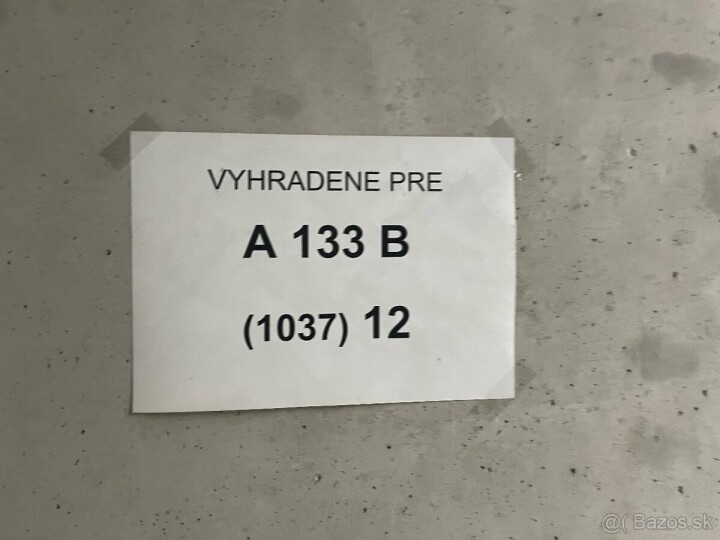 VYHRADENE PRE
A 133 B
(1037) 12
@( Bazos.sk